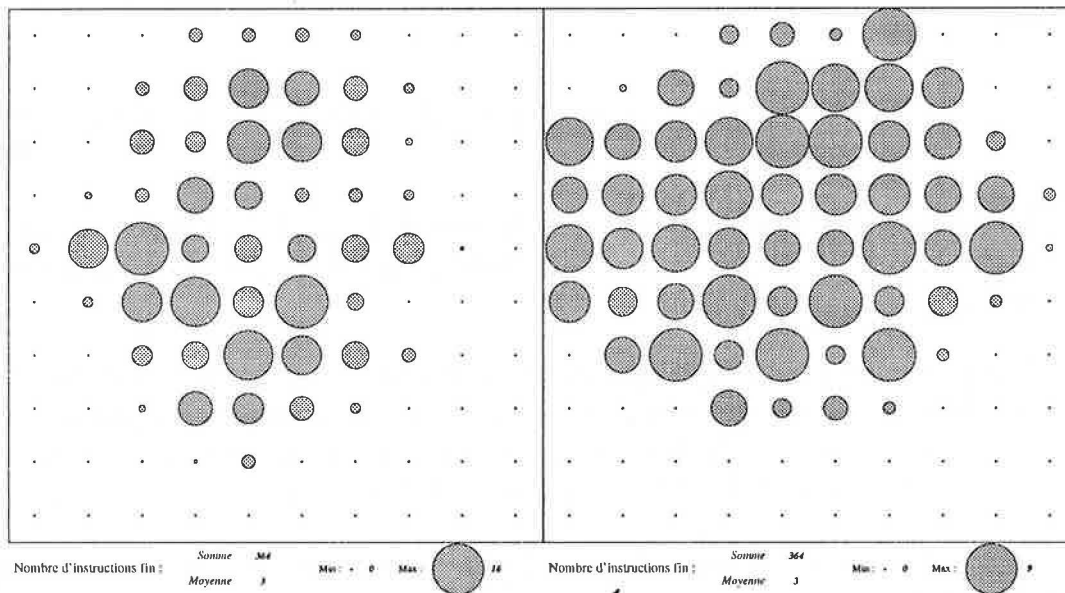 Somme 364
Nombre d'instructions fin : Min : - 0 Max : 16
Moyenne 3
Somme 364
Nombre d'instructions fin : Min : - 0 Max : 9
Moyenne 3